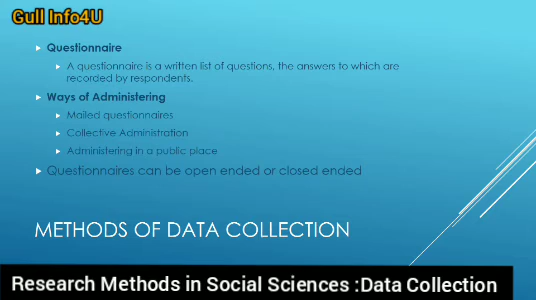 Gull Info4U
Questionnaire
A questionnaire is a written list of questions, the answers to which are
recorded by respondents.
Ways of Administering
Mailed questionnaires
Collective Administration
Administering in a public place
Questionnaires can be open ended or closed ended
METHODS OF DATA COLLECTION
Research Methods in Social Sciences :Data Collection